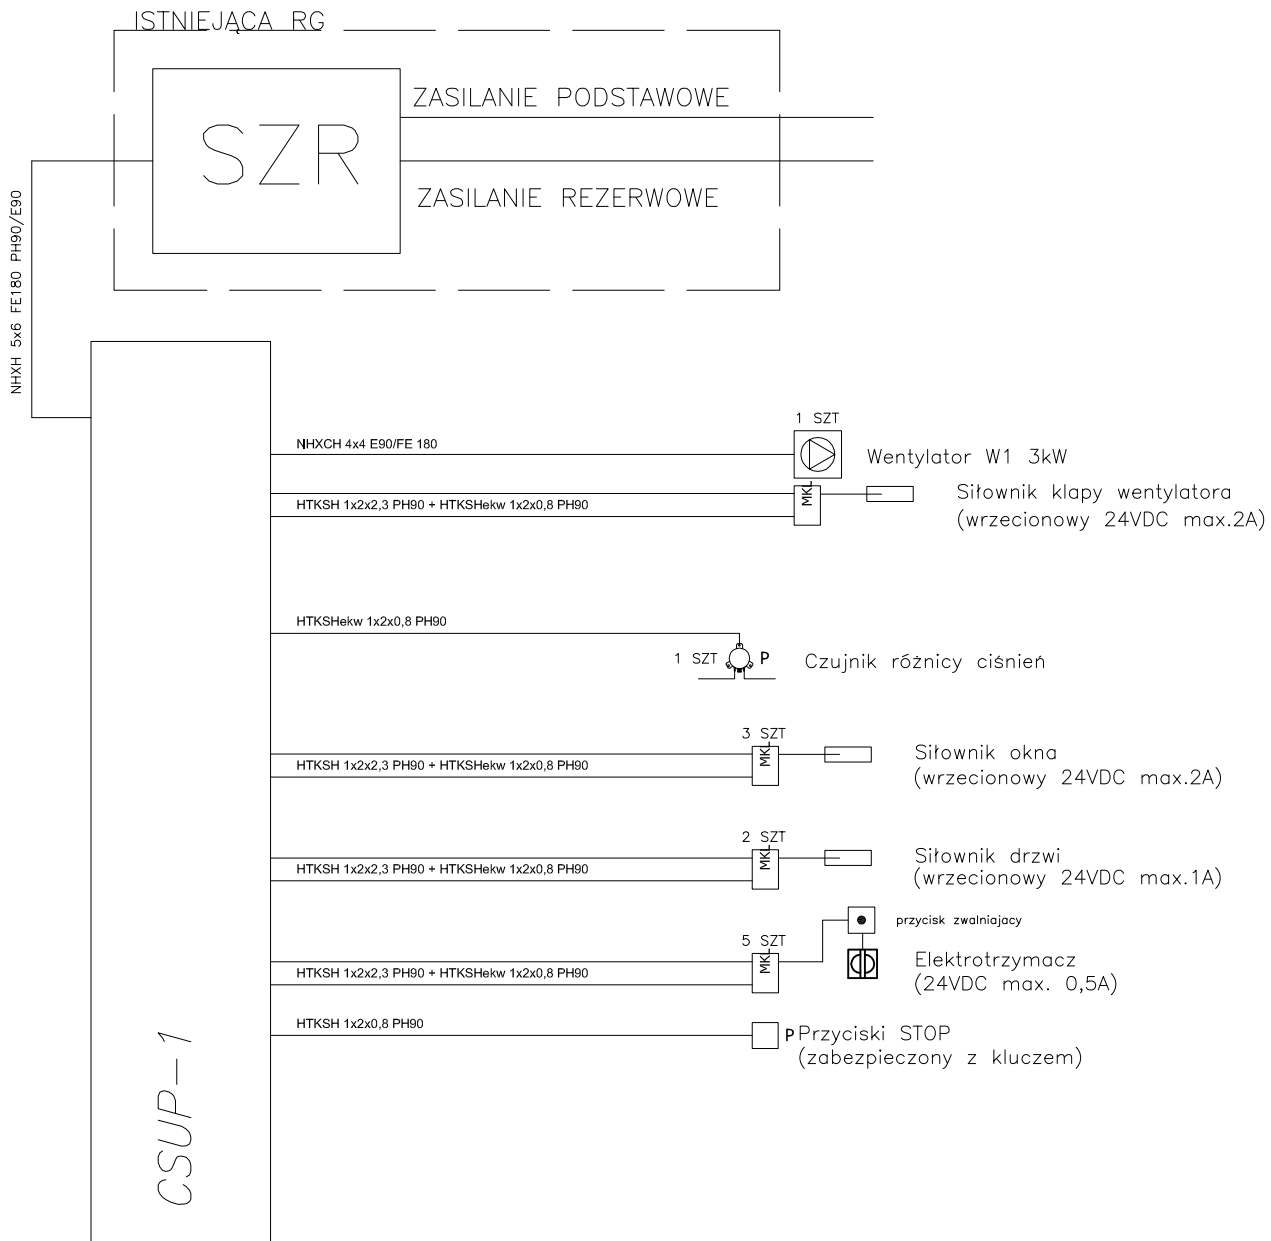 ISTNIEJĄCA RG
ZASILANIE PODSTAWOWE
SZR
ZASILANIE REZERWOWE
NHXH 5x6 FE180 PH90/E90
1 SZT
NHXCH 4x4 E90/FE 180
Wentylator W1 3kW
MKL
Siłownik klapy wentylatora
HTKSH 1x2x2,3 PH90 + HTKSHekw 1x2x0,8 PH90
(wrzecionowy 24VDC max.2A)
HTKSHekw 1x2x0,8 PH90
1 SZT
P
Czujnik różnicy ciśnień
3 SZT
MKL
Siłownik okna
HTKSH 1x2x2,3 PH90 + HTKSHekw 1x2x0,8 PH90
(wrzecionowy 24VDC max.2A)
2 SZT
MKL
Siłownik drzwi
HTKSH 1x2x2,3 PH90 + HTKSHekw 1x2x0,8 PH90
(wrzecionowy 24VDC max.1A)
przycisk zwalniajacy
5 SZT
MKL
Elektrotrzymacz
HTKSH 1x2x2,3 PH90 + HTKSHekw 1x2x0,8 PH90
(24VDC max. 0,5A)
HTKSH 1x2x0,8 PH90
P Przyciski STOP
(zabezpieczony z kluczem)
CSUP-1